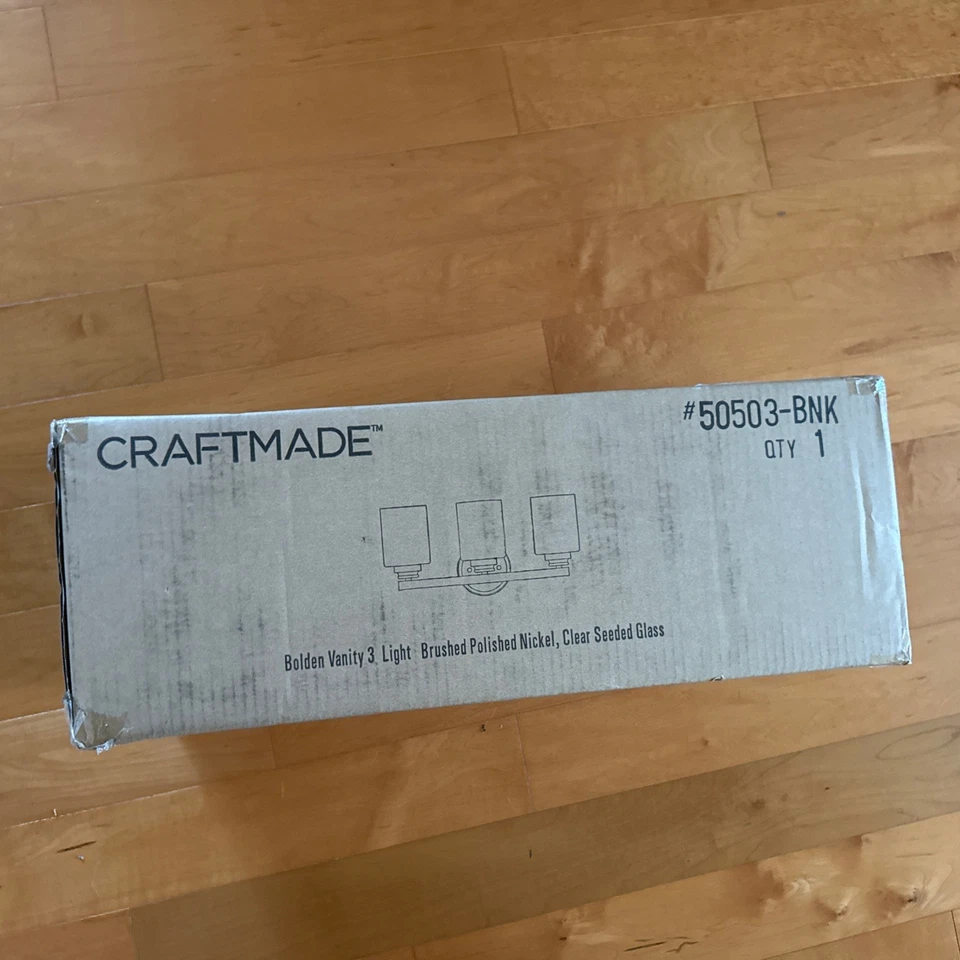 CRAFTMADE™
#50503-BNK
QTY 1
Bolden Vanity 3 Light Brushed Polished Nickel, Clear Seeded Glass